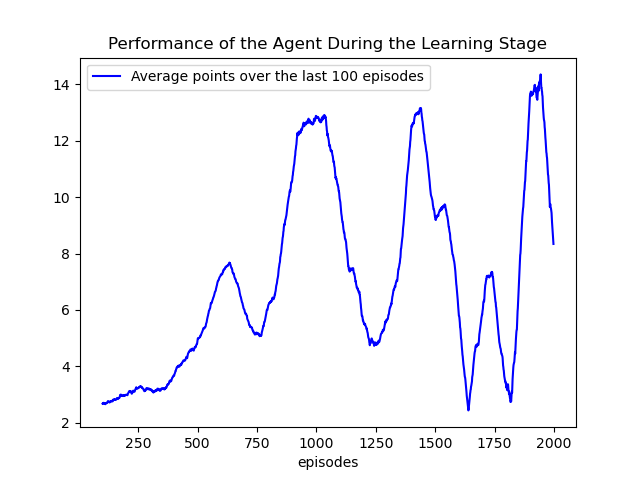 Performance of the Agent During the Learning Stage
Average points over the last 100 episodes
14
12
10
8
6
4
2
250 500 750 1000 1250 1500 1750 2000
episodes